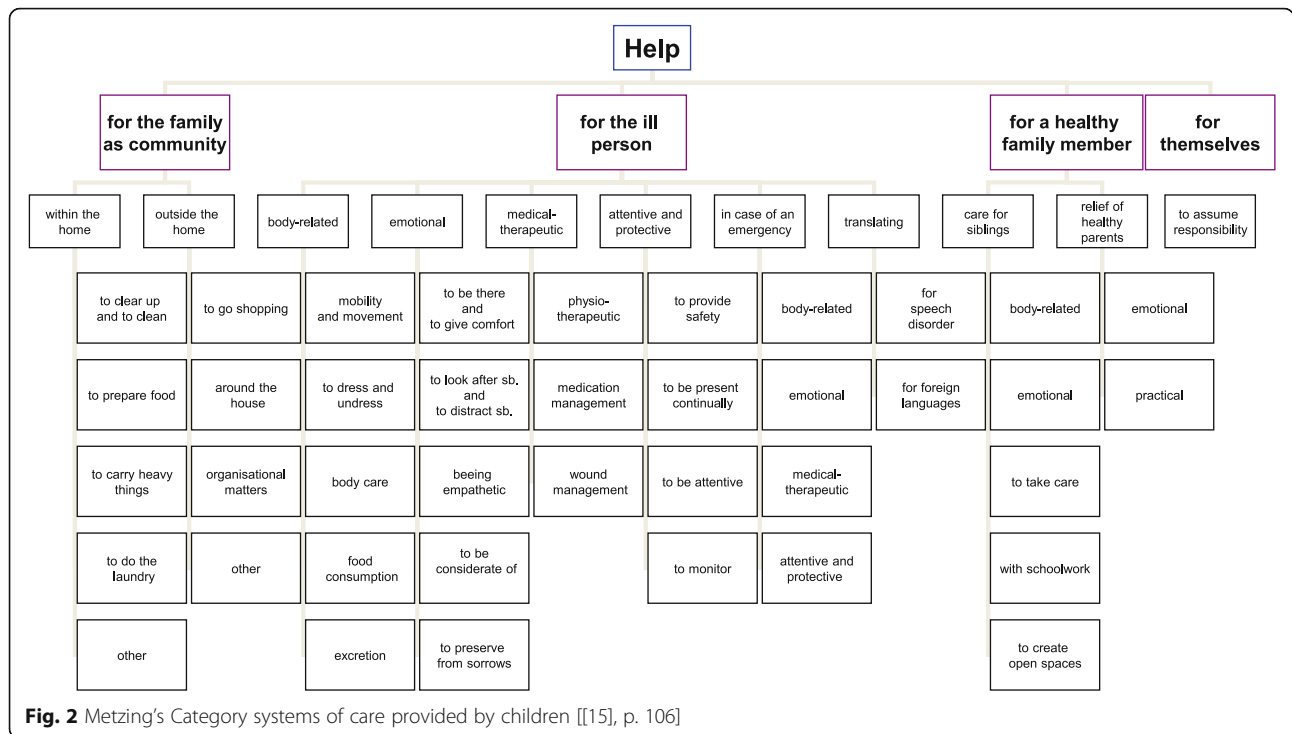 Help
for the family
as community
for the ill
person
for a healthy
family member
for
themselves
within the
home
outside the
home
body-related
emotional
medical-
therapeutic
attentive and
protective
in case of an
emergency
translating
care for
siblings
relief of
healthy
parents
to assume
responsibility
to clear up
and to clean
to go shopping
mobility
and movement
to be there
and
to give comfort
physio-
therapeutic
to provide
safety
body-related
for
speech
disorder
body-related
emotional
to prepare food
around the
house
to dress and
undress
to look after sb.
and
to distract sb.
medication
management
to be present
continually
emotional
for foreign
languages
emotional
practical
to carry heavy
things
organisational
matters
body care
beeing
empathetic
wound
management
to be attentive
medical-
therapeutic
to take care
to do the
laundry
other
food
consumption
to be
considerate of
to monitor
attentive and
protective
with schoolwork
other
excretion
to preserve
from sorrows
to create
open spaces
Fig. 2 Metzing's Category systems of care provided by children [[15], p. 106]